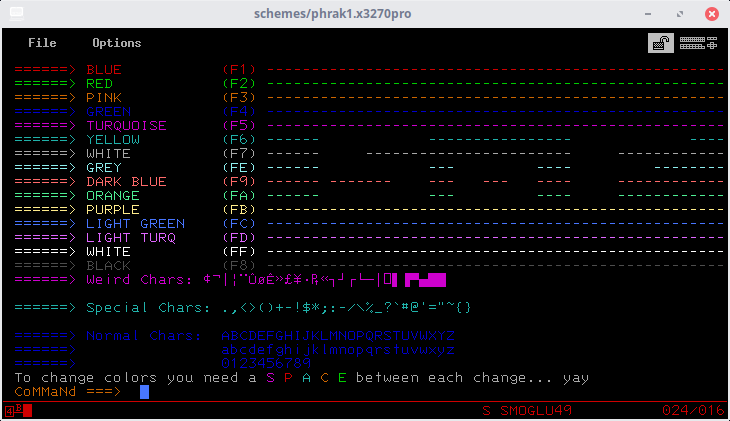 schemes/phrak1.x3270pro
File Options
======> BLUE (F1) ------------------------------------------------------------
======> RED (F2) ------------------------------------------------------------
======> PINK (F3) ------------------------------------------------------------
======> GREEN (F4) ------------------------------------------------------------
======> TURQUOISE (F5) ------------------------------------------------------------
======> YELLOW (F6) ------------------------------------------------------------
======> WHITE (F7) ------------------------------------------------------------
======> GREY (FE) ------------------------------------------------------------
======> DARK BLUE (F9) ------------------------------------------------------------
======> ORANGE (FA) ------------------------------------------------------------
======> PURPLE (FB) ------------------------------------------------------------
======> LIGHT GREEN (FC) ------------------------------------------------------------
======> LIGHT TURQ (FD) ------------------------------------------------------------
======> WHITE (FF) ------------------------------------------------------------
======> BLACK (F8) ------------------------------------------------------------
======> Weird Chars:
======> Special Chars: .,<>()+-!$*;:-/\%_?`#@'="~{}
======> Normal Chars: ABCDEFGHIJKLMNOPQRSTUVWXYZ
======> abcdefghijklmnopqrstuvwxyz
======> 0123456789
To change colors you need a S P A C E between each change... yay
CoMMaNd ===>
S SMOGLU49 024/016